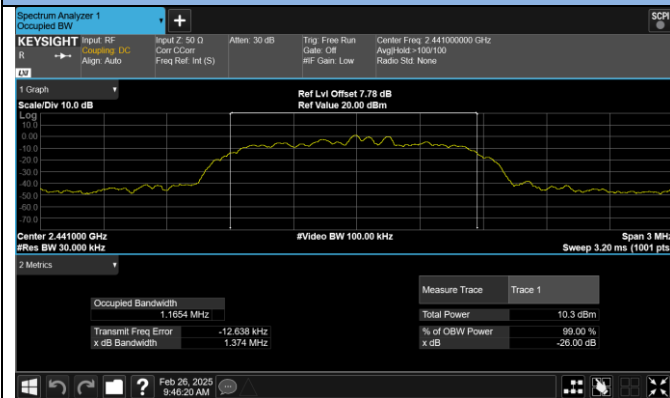 Spectrum Analyzer 1
Occupied BW
+
SCPI
KEYSIGHT Input: RF Input Z: 50 Ω Atten: 30 dB Trig: Free Run Center Freq: 2.441000000 GHz
R Coupling: DC Corr CCorr Gate: Off Avg|Hold:>100/100
Align: Auto Freq Ref: Int (S) #IF Gain: Low Radio Std: None
LXI
1 Graph Ref Lvl Offset 7.78 dB
Scale/Div 10.0 dB Ref Value 20.00 dBm
Log
10.0
0.00
-10.0
-20.0
-30.0
-40.0
-50.0
-60.0
-70.0
Center 2.441000 GHz #Video BW 100.00 kHz Span 3 MHz
#Res BW 30.000 kHz Sweep 3.20 ms (1001 pts
2 Metrics
Measure Trace Trace 1
Occupied Bandwidth
1.1654 MHz Total Power 10.3 dBm
Transmit Freq Error -12.638 kHz % of OBW Power 99.00 %
x dB Bandwidth 1.374 MHz x dB -26.00 dB
? Feb 26, 2025
9:46:20 AM